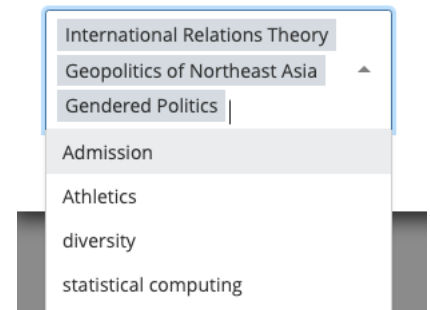 International Relations Theory
Geopolitics of Northeast Asia
Gendered Politics
Admission
Athletics
diversity
statistical computing